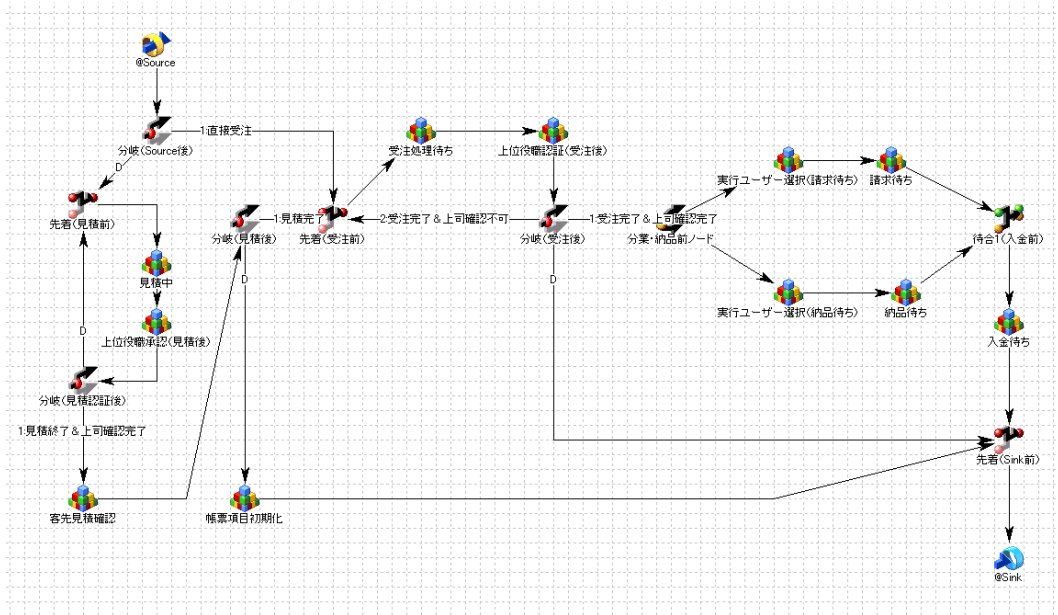 @Source
1:直接受注
分岐(Source後)
D
受注処理待ち
上位役職認証(受注後)
実行ユーザー選択(請求待ち)
請求待ち
先着(見積前)
1:見積完了
2:受注完了&上司確認不可
1:受注完了&上司確認完了
分岐(見積後)
先着(受注前)
分岐(受注後)
分業・納品前ノード
待合1(入金前)
見積中
D
D
実行ユーザー選択(納品待ち)
納品待ち
D
上位役職承認(見積後)
入金待ち
分岐(見積認証後)
1:見積終了&上司確認完了
先着(Sink前)
客先見積確認
帳票項目初期化
@Sink